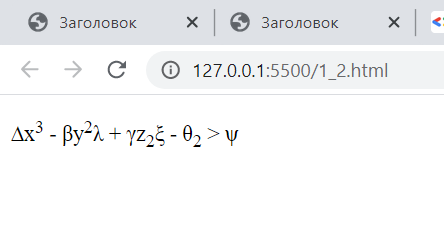 Заголовок Заголовок
127.0.0.1:5500/1_2.html
Δx³ - βy²λ + γz₂ξ - θ₂ > ψ